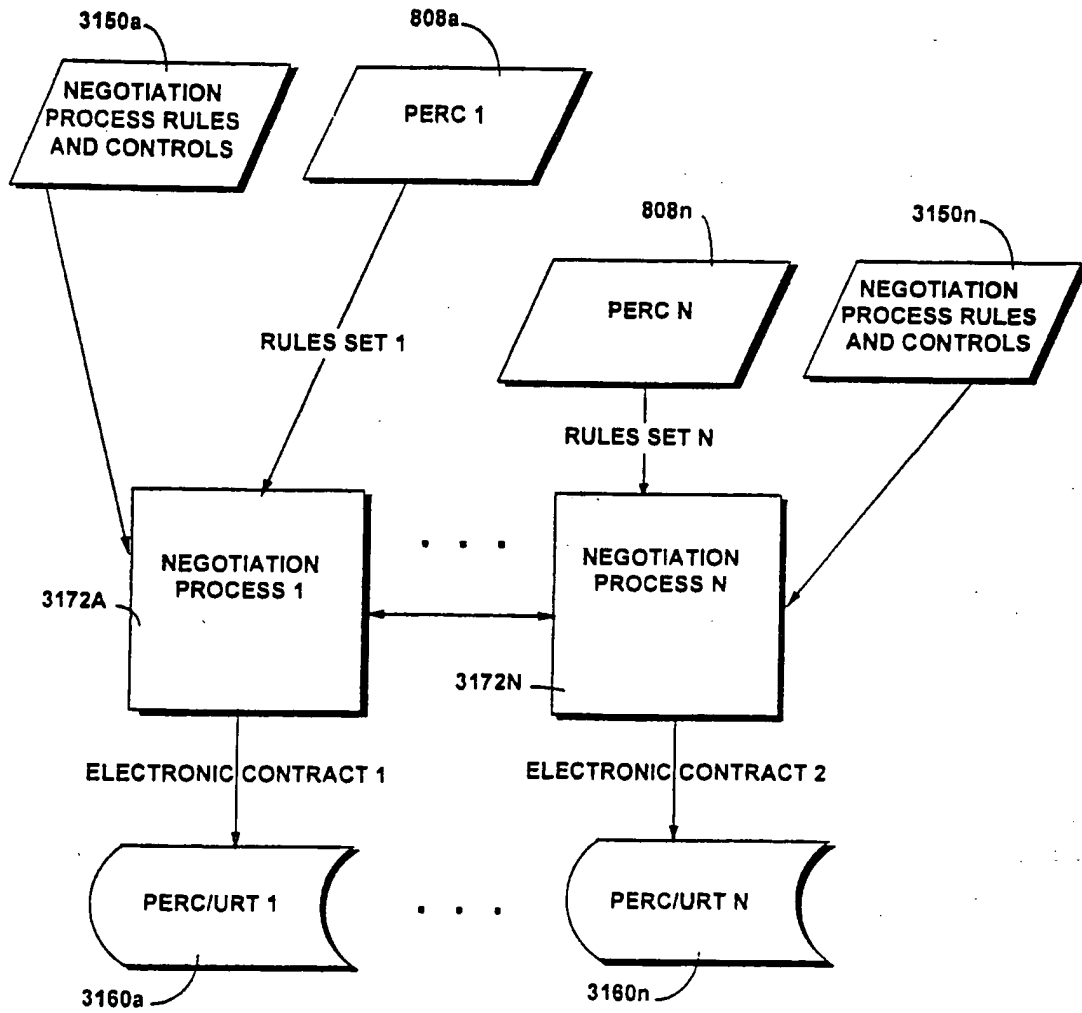 3150a
808a
NEGOTIATION
PROCESS RULES
AND CONTROLS
PERC 1
808n
3150n
PERC N
NEGOTIATION
PROCESS RULES
AND CONTROLS
RULES SET 1
RULES SET N
NEGOTIATION
PROCESS 1
. . .
NEGOTIATION
PROCESS N
3172A
3172N
ELECTRONIC CONTRACT 1
ELECTRONIC CONTRACT 2
PERC/URT 1
. . .
PERC/URT N
3160a
3160n